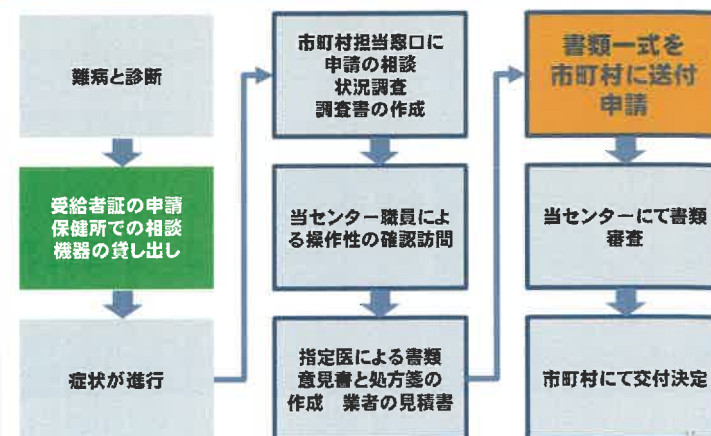 難病と診断
受給者証の申請
保健所での相談
機器の貸し出し
症状が進行
市町村担当窓口に
申請の相談
状況調査
調査書の作成
当センター職員によ
る操作性の確認訪問
指定医による書類
意見書と処方箋の
作成　業者の見積書
書類一式を
市町村に送付
申請
当センターにて書類
審査
市町村にて交付決定